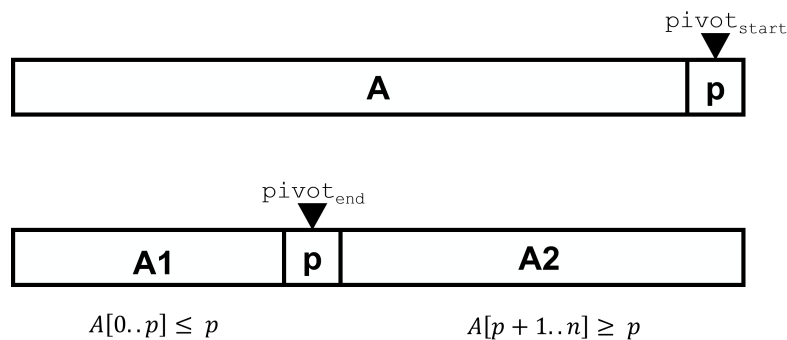 pivot_start
A p
pivot_end
A1 p A2
A[0..p] ≤ p A[p + 1..n] ≥ p